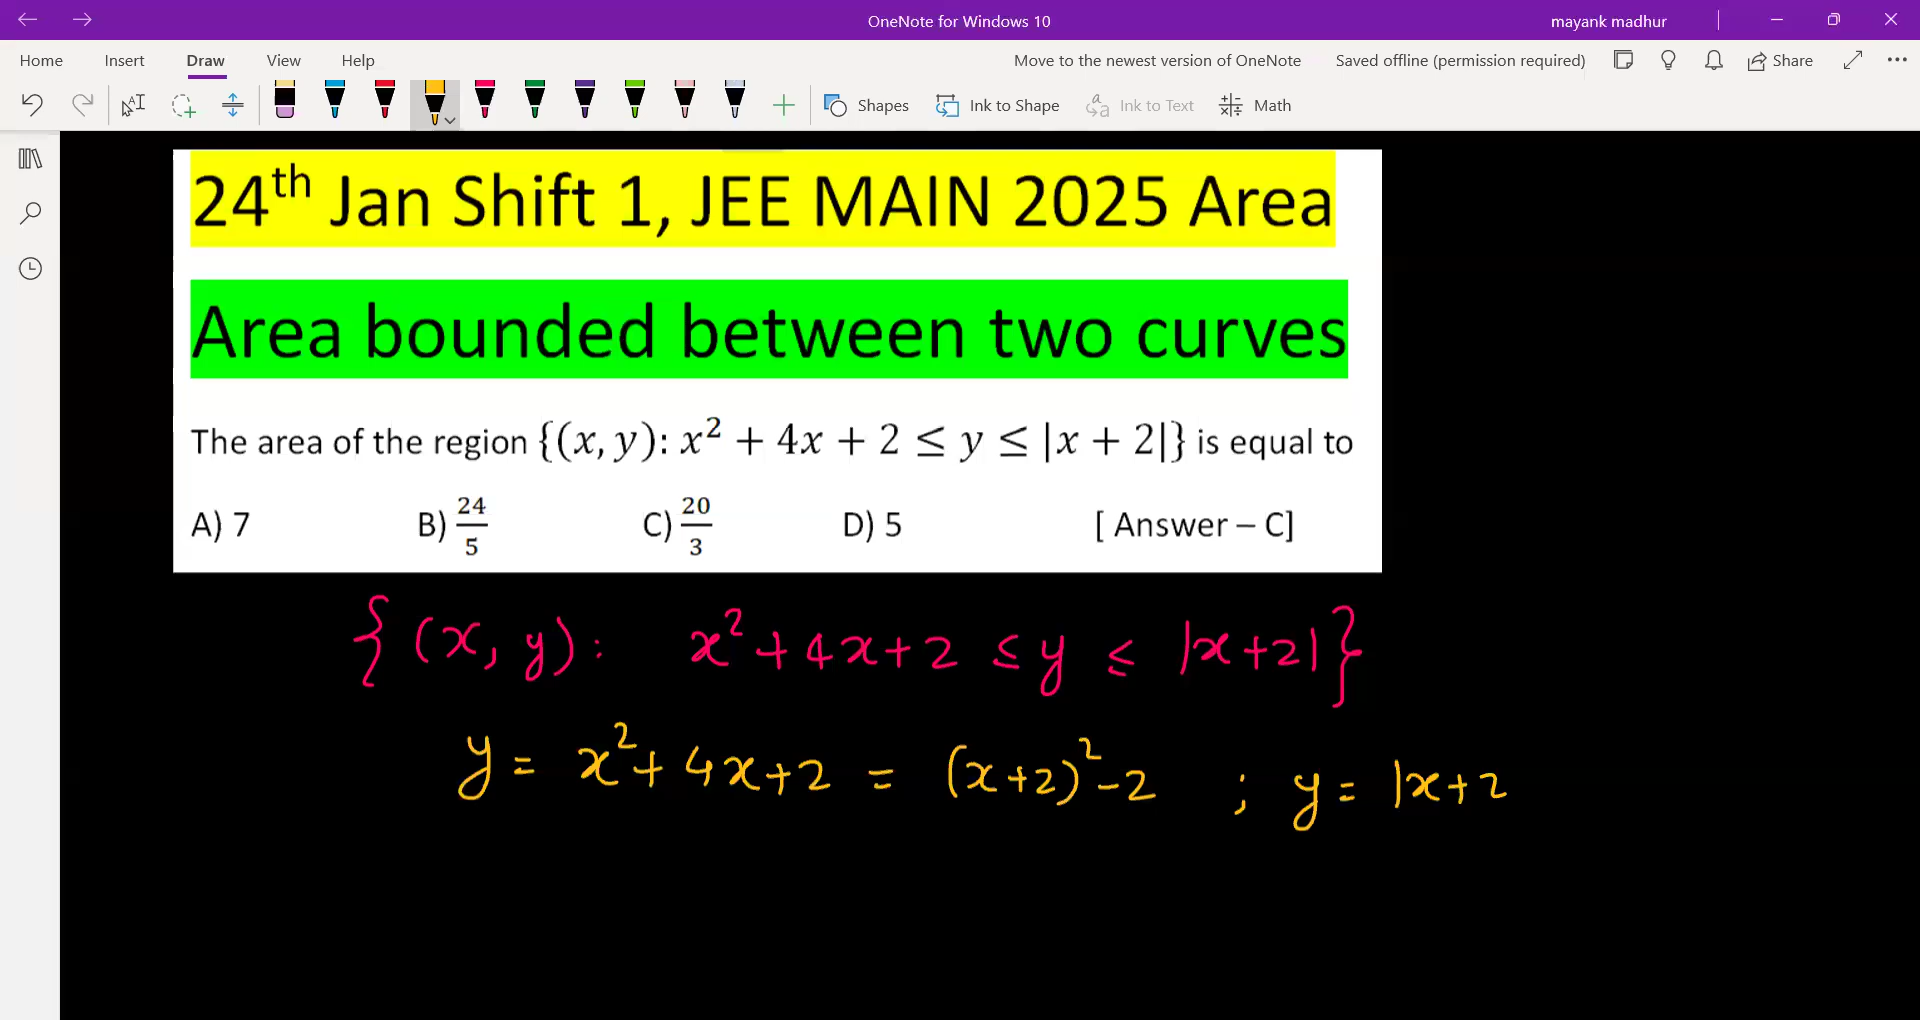 OneNote for Windows 10
mayank madhur
Home Insert Draw View Help
Move to the newest version of OneNote Saved offline (permission required) Share
Shapes Ink to Shape Ink to Text Math
24th Jan Shift 1, JEE MAIN 2025 Area
Area bounded between two curves
The area of the region {(x, y): x² + 4x + 2 ≤ y ≤ |x + 2|} is equal to
A) 7 B) 24/5 C) 20/3 D) 5 [ Answer – C]
{(x, y): x²+4x+2 ≤ y ≤ |x+2|}
y = x²+4x+2 = (x+2)²-2 ; y = |x+2